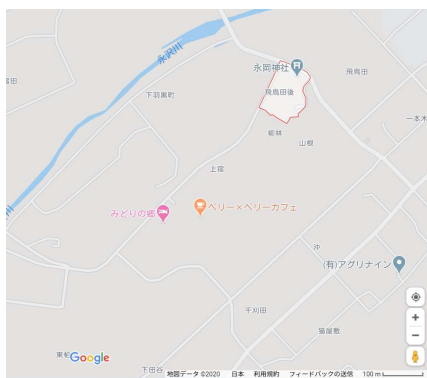 永沢川
永岡神社
飛鳥田
飛鳥田後
下羽黒町
一本木
柳林
山根
上宿
みどりの郷
ベリー×ベリーカフェ
沖
(有)アグリナイン
千刈田
猫屋敷
Google
下田谷
地図データ ©2020 日本 利用規約 フィードバックの送信 100 m